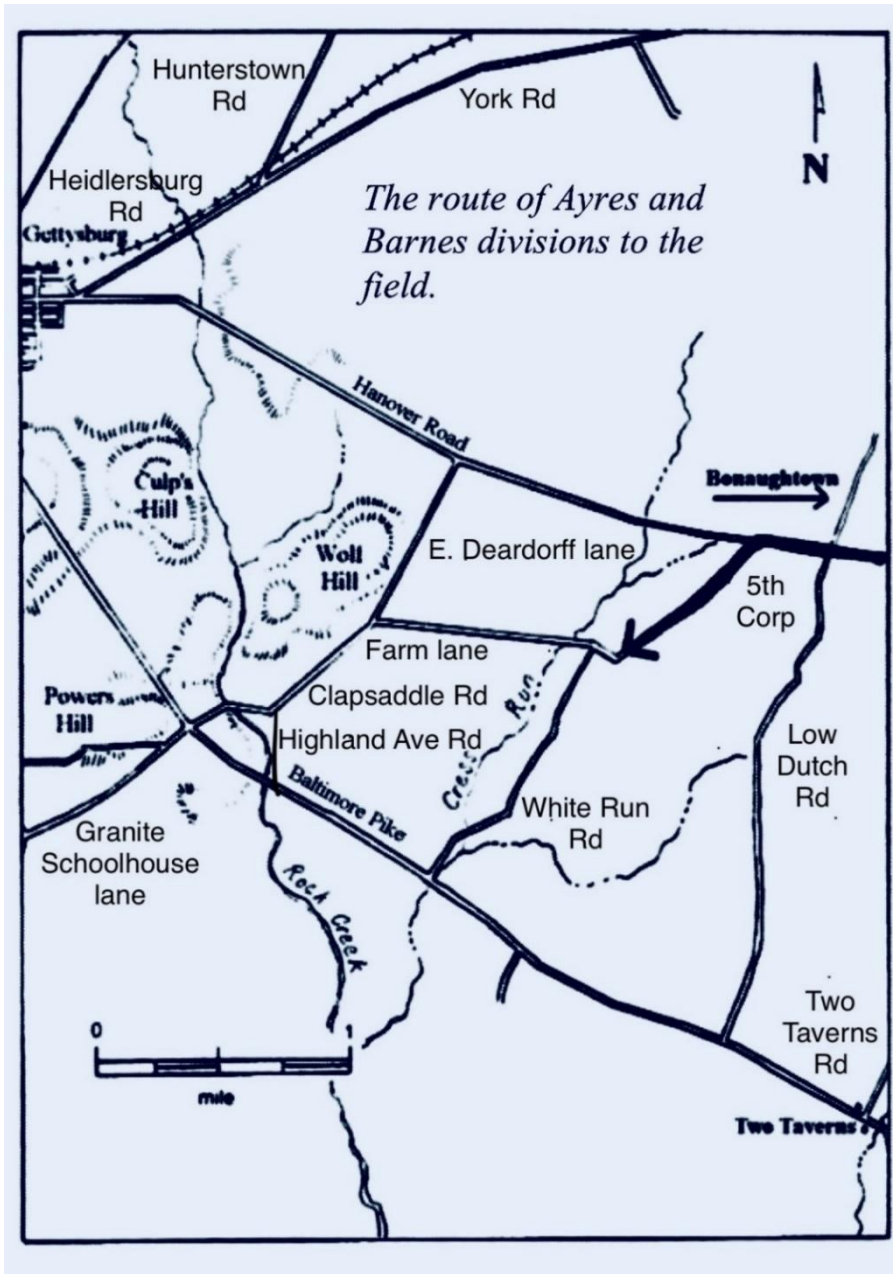 Hunterstown
Rd
York Rd
N
Heidlersburg
Rd
The route of Ayres and
Barnes divisions to the
field.
Gettysburg
Hanover Road
Culp's
Hill
Bonaughtown
Wolf
Hill
E. Deardorff lane
5th
Corp
Farm lane
Clapsaddle Rd
Powers
Hill
Highland Ave Rd
Run
Cress
Low
Dutch
Rd
Baltimore Pike
White Run
Rd
Granite
Schoolhouse
lane
Rock Creek
Two
Taverns
Rd
0 1
mile
Two Taverns